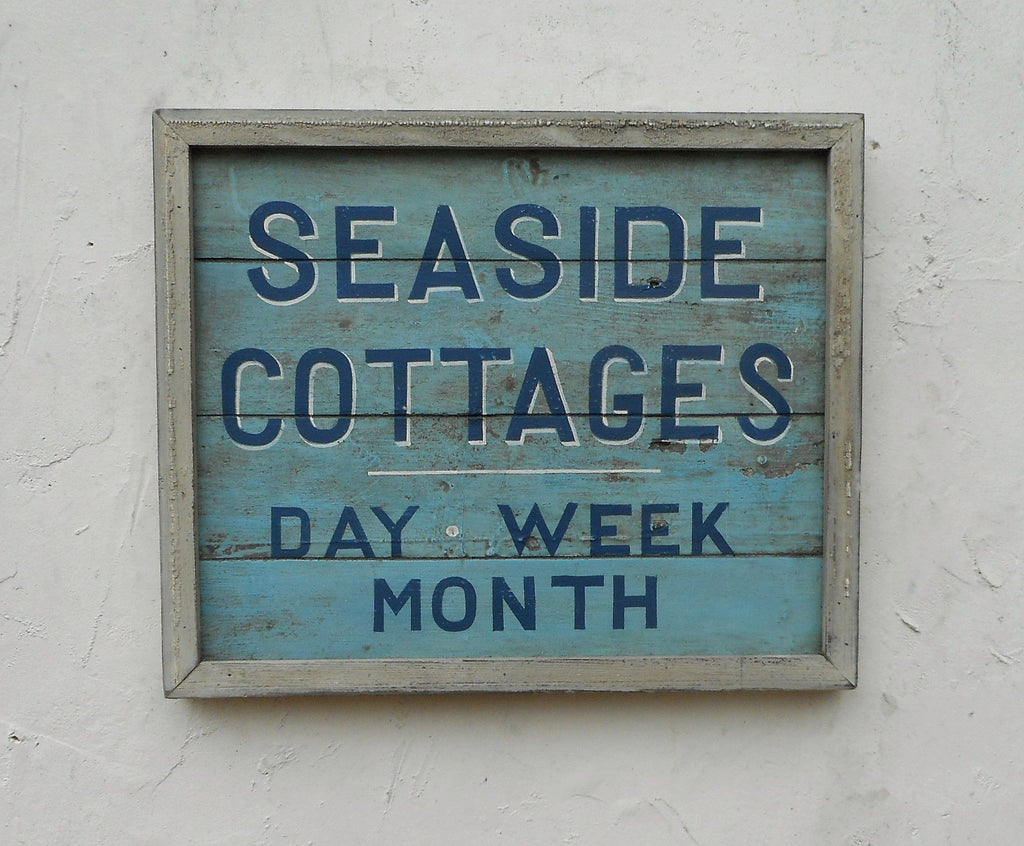 SEASIDE
COTTAGES
DAY · WEEK
MONTH